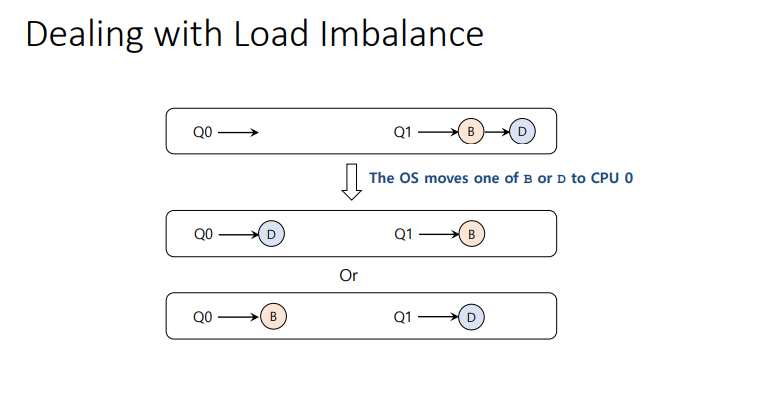 Dealing with Load Imbalance
Q0 Q1 B D
The OS moves one of B or D to CPU 0
Q0 D Q1 B
Or
Q0 B Q1 D